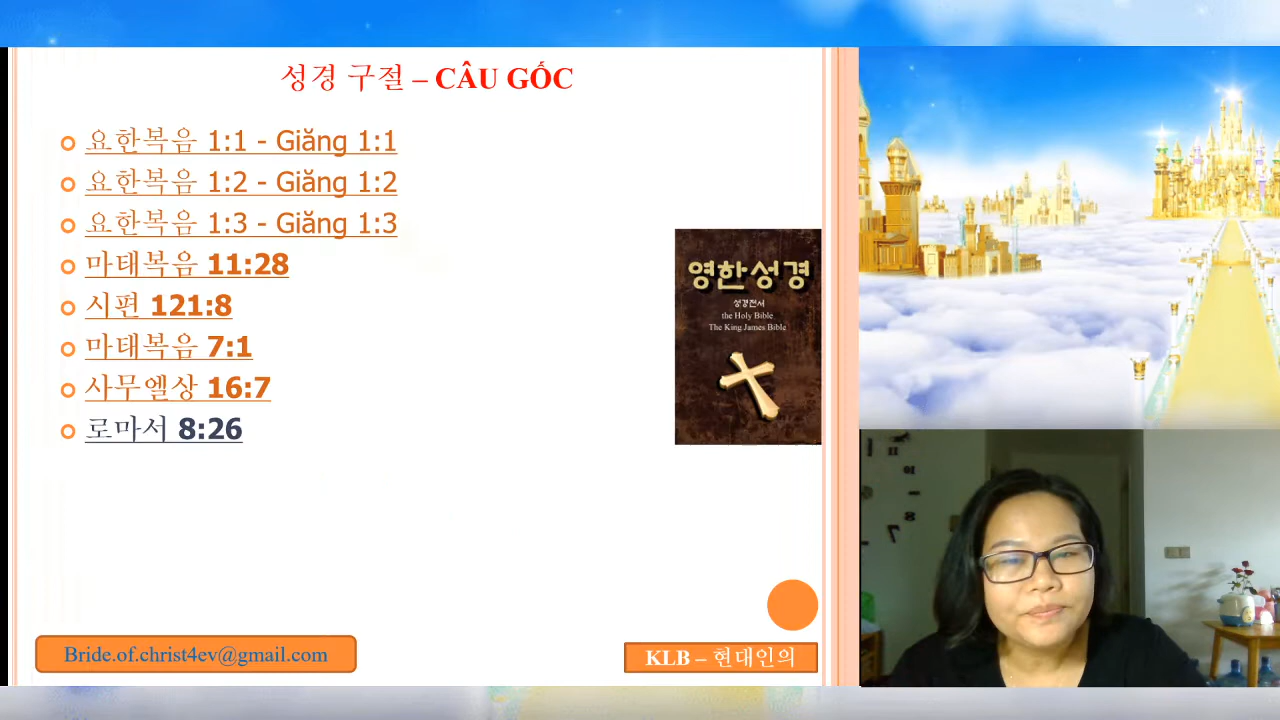 성경 구절 – CÂU GỐC
요한복음 1:1 - Giăng 1:1
요한복음 1:2 - Giăng 1:2
요한복음 1:3 - Giăng 1:3
마태복음 11:28
시편 121:8
마태복음 7:1
사무엘상 16:7
로마서 8:26
영한성경
성경전서
the Holy Bible
The King James Bible
Bride.of.christ4ev@gmail.com
KLB – 현대인의